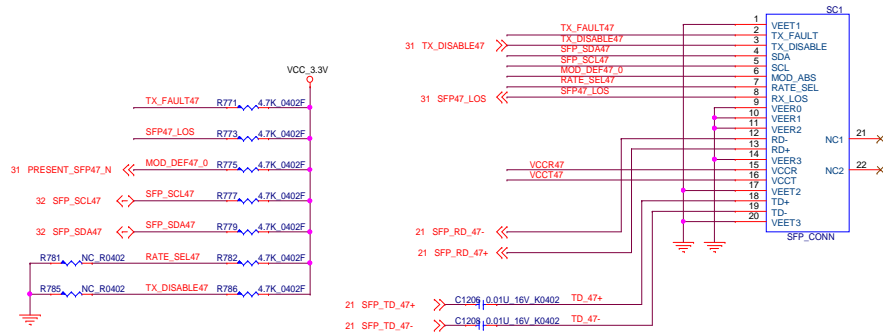 SC1
1 VEET1
TX_FAULT47 2 TX_FAULT
31 TX_DISABLE47 TX_DISABLE47 3 TX_DISABLE
SFP_SDA47 4 SDA
SFP_SCL47 5 SCL
MOD_DEF47_0 6 MOD_ABS
RATE_SEL47 7 RATE_SEL
31 SFP47_LOS SFP47_LOS 8 RX_LOS
9 VEER0
10 VEER1
11 VEER2
12 RD- NC1 21
13 RD+
14 VEER3
VCCR47 15 VCCR NC2 22
VCCT47 16 VCCT
17 VEET2
18 TD+
19 TD-
20 VEET3
SFP_CONN
VCC_3.3V
TX_FAULT47 R771 4.7K_0402F
SFP47_LOS R773 4.7K_0402F
31 PRESENT_SFP47_N MOD_DEF47_0 R775 4.7K_0402F
32 SFP_SCL47 SFP_SCL47 R777 4.7K_0402F
32 SFP_SDA47 SFP_SDA47 R779 4.7K_0402F
R781 NC_R0402 RATE_SEL47 R782 4.7K_0402F
R785 NC_R0402 TX_DISABLE47 R786 4.7K_0402F
21 SFP_RD_47-
21 SFP_RD_47+
21 SFP_TD_47+ C1206 0.01U_16V_K0402 TD_47+
21 SFP_TD_47- C1208 0.01U_16V_K0402 TD_47-